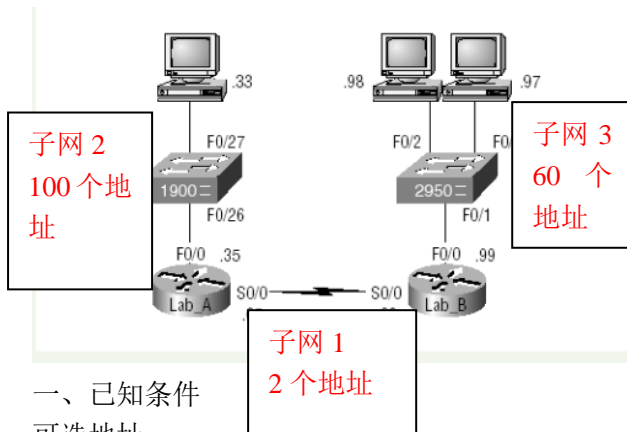 .33
.98
.97
子网 2
100 个地
址
F0/27
F0/2
子网 3
60 个
地址
1900
2950
F0/26
F0/1
F0/0 .35
F0/0 .99
Lab_A
S0/0
S0/0
Lab_B
子网 1
2 个地址
一、已知条件